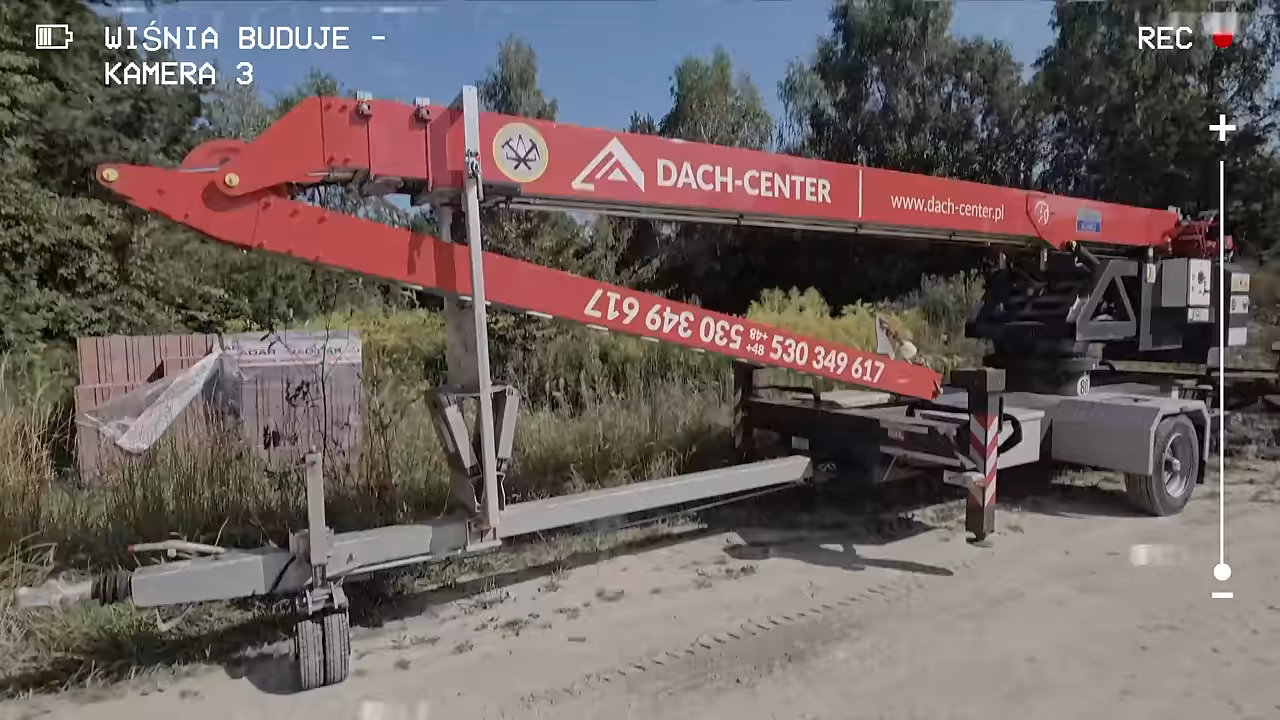 WIŚNIA BUDUJE -
KAMERA 3
REC
DACH-CENTER
www.dach-center.pl
+48 530 349 617
+48 530 349 617
80